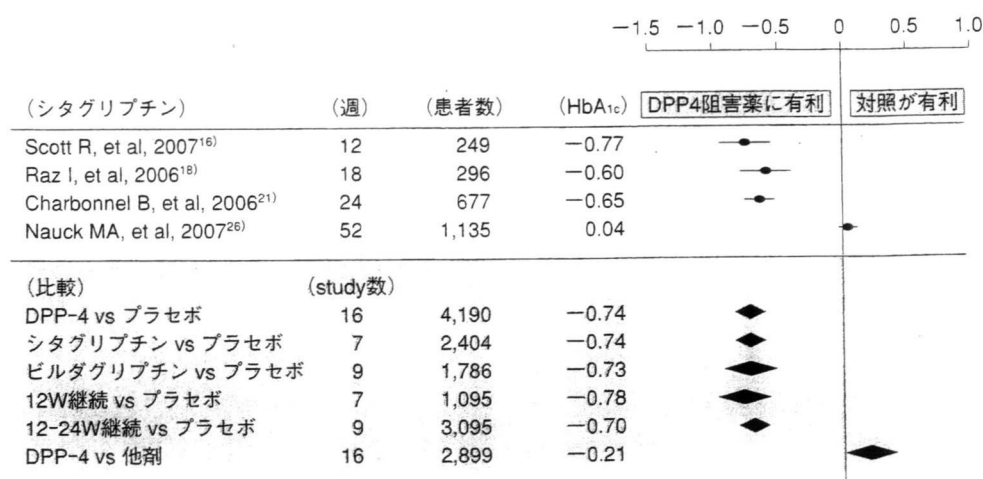 −1.5 −1.0 −0.5 0 0.5 1.0
（シタグリプチン） （週） （患者数） （HbA1c） DPP4阻害薬に有利 対照が有利
Scott R, et al, 200716) 12 249 −0.77
Raz I, et al, 200618) 18 296 −0.60
Charbonnel B, et al, 200621) 24 677 −0.65
Nauck MA, et al, 200726) 52 1,135 0.04
（比較） （study数）
DPP-4 vs プラセボ 16 4,190 −0.74
シタグリプチン vs プラセボ 7 2,404 −0.74
ビルダグリプチン vs プラセボ 9 1,786 −0.73
12W継続 vs プラセボ 7 1,095 −0.78
12-24W継続 vs プラセボ 9 3,095 −0.70
DPP-4 vs 他剤 16 2,899 −0.21